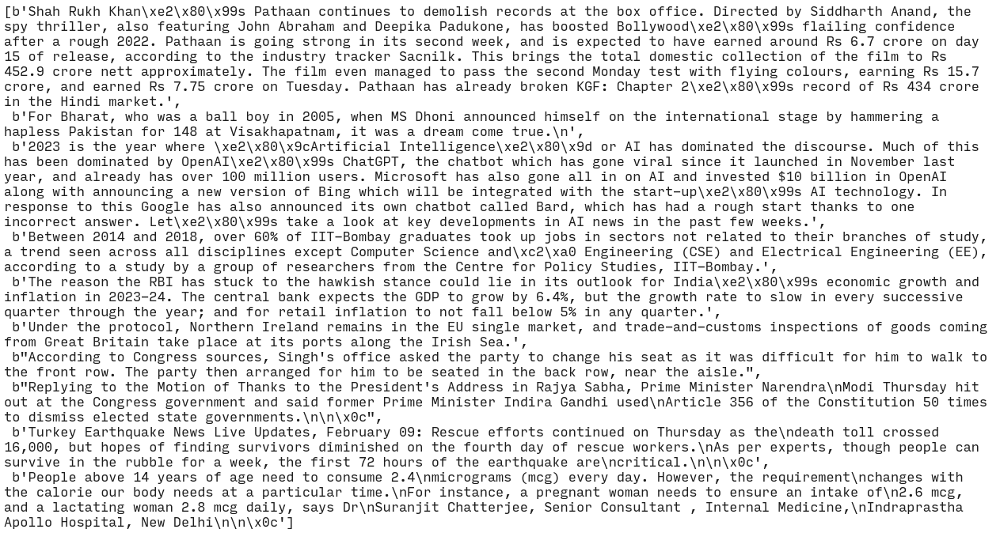 [b'Shah Rukh Khan\xe2\x80\x99s Pathaan continues to demolish records at the box office. Directed by Siddharth Anand, the
spy thriller, also featuring John Abraham and Deepika Padukone, has boosted Bollywood\xe2\x80\x99s flailing confidence
after a rough 2022. Pathaan is going strong in its second week, and is expected to have earned around Rs 6.7 crore on day
15 of release, according to the industry tracker Sacnilk. This brings the total domestic collection of the film to Rs
452.9 crore nett approximately. The film even managed to pass the second Monday test with flying colours, earning Rs 15.7
crore, and earned Rs 7.75 crore on Tuesday. Pathaan has already broken KGF: Chapter 2\xe2\x80\x99s record of Rs 434 crore
in the Hindi market.',
b'For Bharat, who was a ball boy in 2005, when MS Dhoni announced himself on the international stage by hammering a
hapless Pakistan for 148 at Visakhapatnam, it was a dream come true.\n',
b'2023 is the year where \xe2\x80\x9cArtificial Intelligence\xe2\x80\x9d or AI has dominated the discourse. Much of this
has been dominated by OpenAI\xe2\x80\x99s ChatGPT, the chatbot which has gone viral since it launched in November last
year, and already has over 100 million users. Microsoft has also gone all in on AI and invested $10 billion in OpenAI
along with announcing a new version of Bing which will be integrated with the start-up\xe2\x80\x99s AI technology. In
response to this Google has also announced its own chatbot called Bard, which has had a rough start thanks to one
incorrect answer. Let\xe2\x80\x99s take a look at key developments in AI news in the past few weeks.',
b'Between 2014 and 2018, over 60% of IIT-Bombay graduates took up jobs in sectors not related to their branches of study,
a trend seen across all disciplines except Computer Science and\xc2\xa0 Engineering (CSE) and Electrical Engineering (EE),
according to a study by a group of researchers from the Centre for Policy Studies, IIT-Bombay.',
b'The reason the RBI has stuck to the hawkish stance could lie in its outlook for India\xe2\x80\x99s economic growth and
inflation in 2023-24. The central bank expects the GDP to grow by 6.4%, but the growth rate to slow in every successive
quarter through the year; and for retail inflation to not fall below 5% in any quarter.',
b'Under the protocol, Northern Ireland remains in the EU single market, and trade-and-customs inspections of goods coming
from Great Britain take place at its ports along the Irish Sea.',
b"According to Congress sources, Singh's office asked the party to change his seat as it was difficult for him to walk to
the front row. The party then arranged for him to be seated in the back row, near the aisle.",
b"Replying to the Motion of Thanks to the President's Address in Rajya Sabha, Prime Minister Narendra\nModi Thursday hit
out at the Congress government and said former Prime Minister Indira Gandhi used\nArticle 356 of the Constitution 50 times
to dismiss elected state governments.\n\n\x0c",
b'Turkey Earthquake News Live Updates, February 09: Rescue efforts continued on Thursday as the\ndeath toll crossed
16,000, but hopes of finding survivors diminished on the fourth day of rescue workers.\nAs per experts, though people can
survive in the rubble for a week, the first 72 hours of the earthquake are\ncritical.\n\n\x0c',
b'People above 14 years of age need to consume 2.4\nmicrograms (mcg) every day. However, the requirement\nchanges with
the calorie our body needs at a particular time.\nFor instance, a pregnant woman needs to ensure an intake of\n2.6 mcg,
and a lactating woman 2.8 mcg daily, says Dr\nSuranjit Chatterjee, Senior Consultant , Internal Medicine,\nIndraprastha
Apollo Hospital, New Delhi\n\n\x0c']